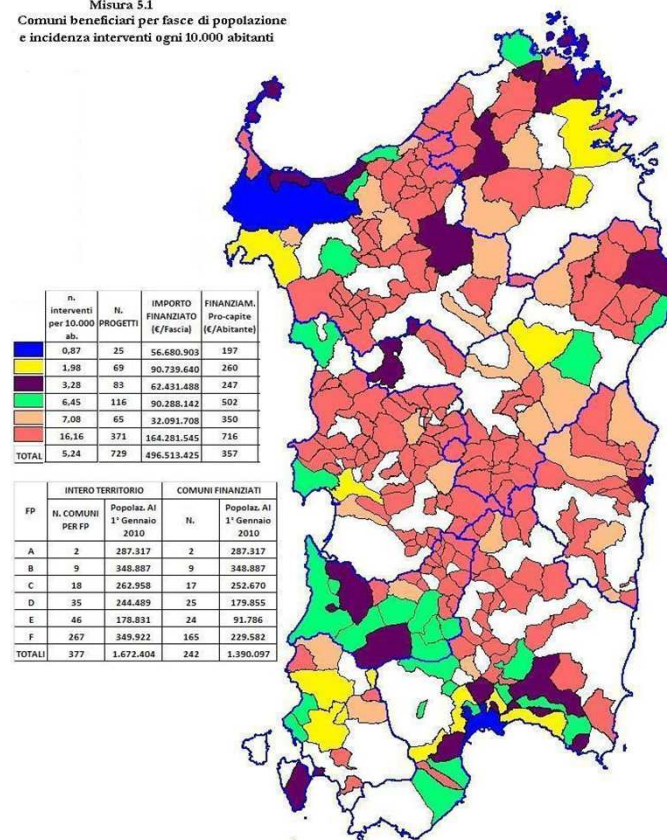 Misura 5.1
Comuni beneficiari per fasce di popolazione
e incidenza interventi ogni 10.000 abitanti
n. interventi per 10.000 ab. N. PROGETTI IMPORTO FINANZIATO (€/Fascia) FINANZIAM. Pro-capite (€/Abitante)
0,87 25 56.680.903 197
1,98 69 90.739.640 260
3,28 83 62.431.488 247
6,45 116 90.288.142 502
7,08 65 32.091.708 350
16,16 371 164.281.545 716
TOTALI 5,24 729 496.513.425 357
FP INTERO TERRITORIO COMUNI FINANZIATI
N. COMUNI PER FP Popolaz. Al 1° Gennaio 2010 N. Popolaz. Al 1° Gennaio 2010
A 2 287.317 2 287.317
B 9 348.887 9 348.887
C 18 262.958 17 252.670
D 35 244.489 25 179.855
E 46 178.831 24 91.786
F 267 349.922 165 229.582
TOTALI 377 1.672.404 242 1.390.097